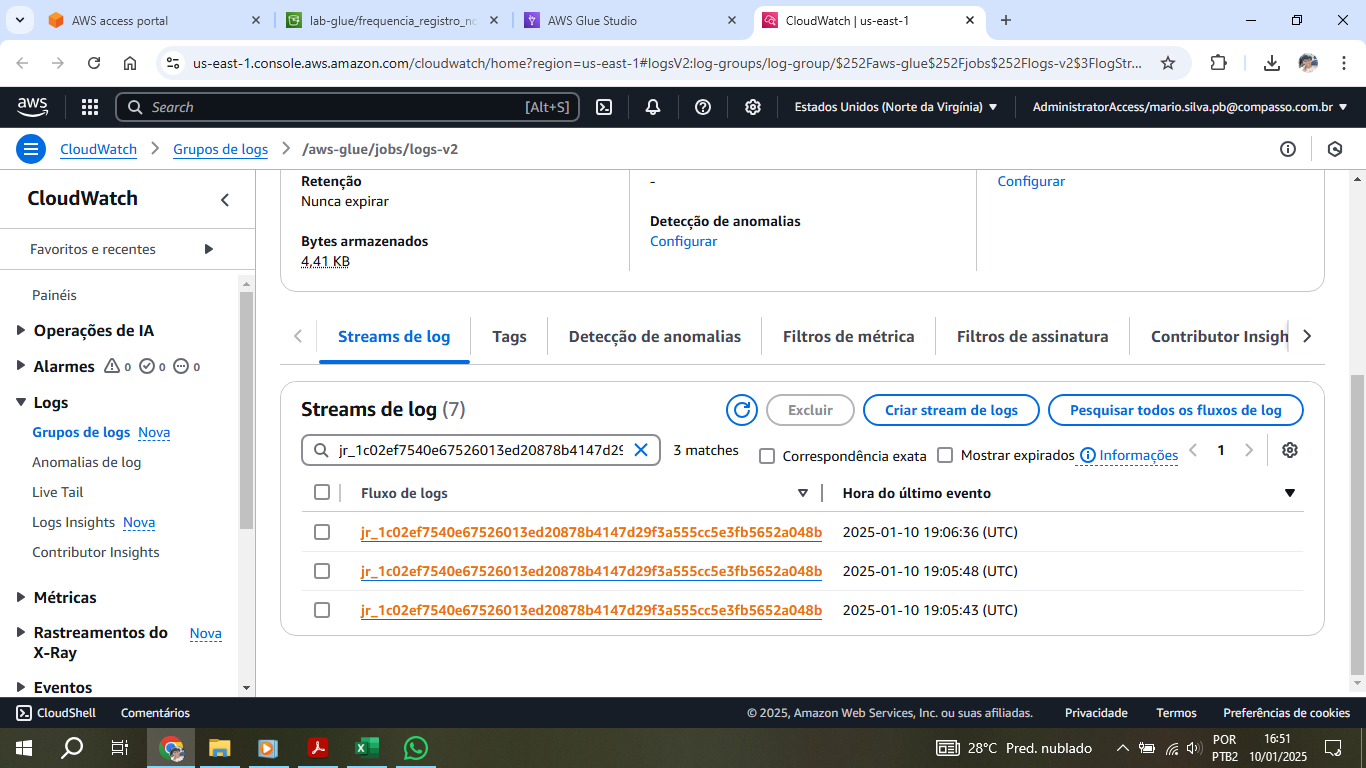 AWS access portal
lab-glue/frequencia_registro_no
AWS Glue Studio
CloudWatch | us-east-1
us-east-1.console.aws.amazon.com/cloudwatch/home?region=us-east-1#logsV2:log-groups/log-group/$252Faws-glue$252Fjobs$252Flogs-v2$3FlogStr...
aws
Search
[Alt+S]
Estados Unidos (Norte da Virgínia)
AdministratorAccess/mario.silva.pb@compasso.com.br
CloudWatch
Grupos de logs
/aws-glue/jobs/logs-v2
CloudWatch
Favoritos e recentes
Painéis
Operações de IA
Alarmes 0 0 0
Logs
Grupos de logs Nova
Anomalias de log
Live Tail
Logs Insights Nova
Contributor Insights
Métricas
Rastreamentos do Nova
X-Ray
Eventos
Retenção
Nunca expirar
Bytes armazenados
4,41 KB
-
Detecção de anomalias
Configurar
Configurar
Streams de log
Tags
Detecção de anomalias
Filtros de métrica
Filtros de assinatura
Contributor Insigh
Streams de log (7)
Excluir
Criar stream de logs
Pesquisar todos os fluxos de log
jr_1c02ef7540e67526013ed20878b4147d29
3 matches
Correspondência exata
Mostrar expirados
Informações
1
Fluxo de logs
Hora do último evento
jr_1c02ef7540e67526013ed20878b4147d29f3a555cc5e3fb5652a048b 2025-01-10 19:06:36 (UTC)
jr_1c02ef7540e67526013ed20878b4147d29f3a555cc5e3fb5652a048b 2025-01-10 19:05:48 (UTC)
jr_1c02ef7540e67526013ed20878b4147d29f3a555cc5e3fb5652a048b 2025-01-10 19:05:43 (UTC)
CloudShell
Comentários
© 2025, Amazon Web Services, Inc. ou suas afiliadas.
Privacidade
Termos
Preferências de cookies
28°C Pred. nublado
POR
PTB2
16:51
10/01/2025